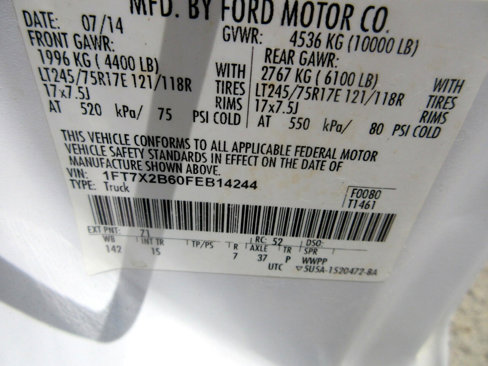 MFD. BY FORD MOTOR CO.
DATE: 07/14 GVWR: 4536 KG (10000 LB)
FRONT GAWR: REAR GAWR:
1996 KG ( 4400 LB) WITH 2767 KG ( 6100 LB) WITH
LT245/75R17E 121/118R TIRES LT245/75R17E 121/118R TIRES
17x7.5J RIMS 17x7.5J RIMS
AT 520 kPa/ 75 PSI COLD AT 550 kPa/ 80 PSI COLD
THIS VEHICLE CONFORMS TO ALL APPLICABLE FEDERAL MOTOR
VEHICLE SAFETY STANDARDS IN EFFECT ON THE DATE OF
MANUFACTURE SHOWN ABOVE.
VIN: 1FT7X2B60FEB14244
TYPE: Truck
F0080
T1461
EXT PNT: Z1 RC: 52 DSO:
WB INT TR TP/PS R AXLE TR SPR
142 1S 7 37 P WWPP
UTC 5U5A-1520472-BA